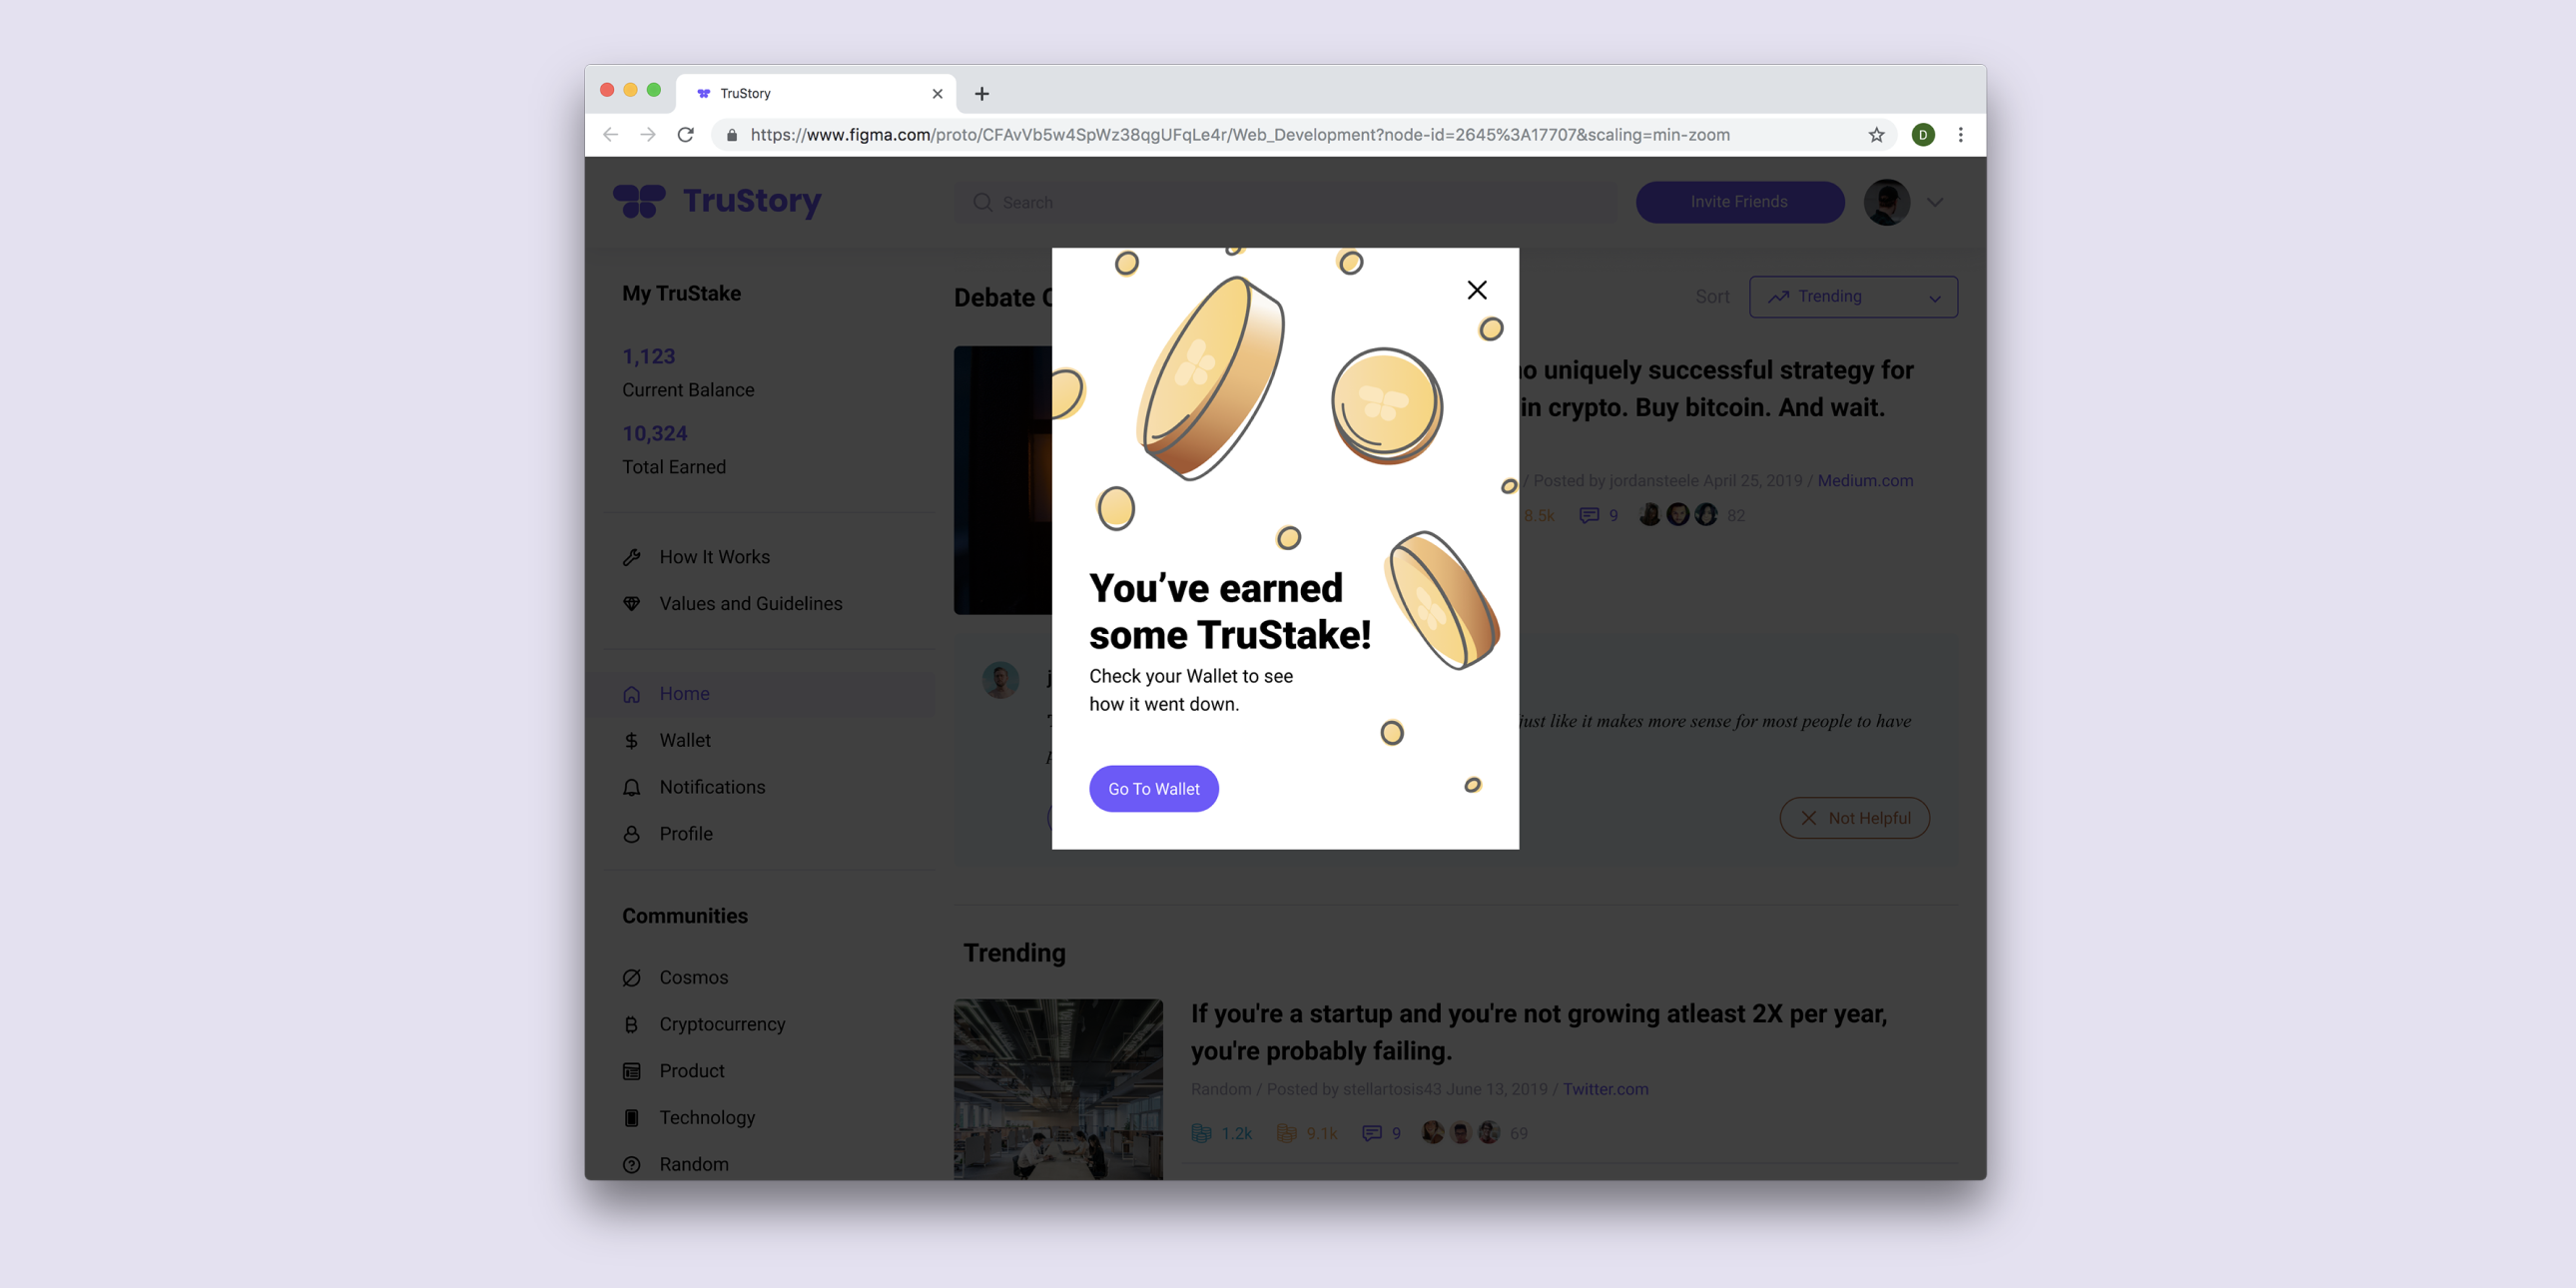 TruStory
https://www.figma.com/proto/CFAvVb5w4SpWz38qgUFqLe4r/Web_Development?node-id=2645%3A17707&scaling=min-zoom
D
TruStory
Search
Invite Friends
My TruStake
1,123
Current Balance
10,324
Total Earned
How It Works
Values and Guidelines
Home
Wallet
Notifications
Profile
Communities
Cosmos
Cryptocurrency
Product
Technology
Random
Debate
Sort
Trending
uniquely successful strategy for
in crypto. Buy bitcoin. And wait.
/ Posted by jordansteele April 25, 2019 / Medium.com
8.5k 9 82
You’ve earned
some TruStake!
Check your Wallet to see
how it went down.
Go To Wallet
just like it makes more sense for most people to have
Not Helpful
Trending
If you're a startup and you're not growing atleast 2X per year,
you're probably failing.
Random / Posted by stellartosis43 June 13, 2019 / Twitter.com
1.2k 9.1k 9 69